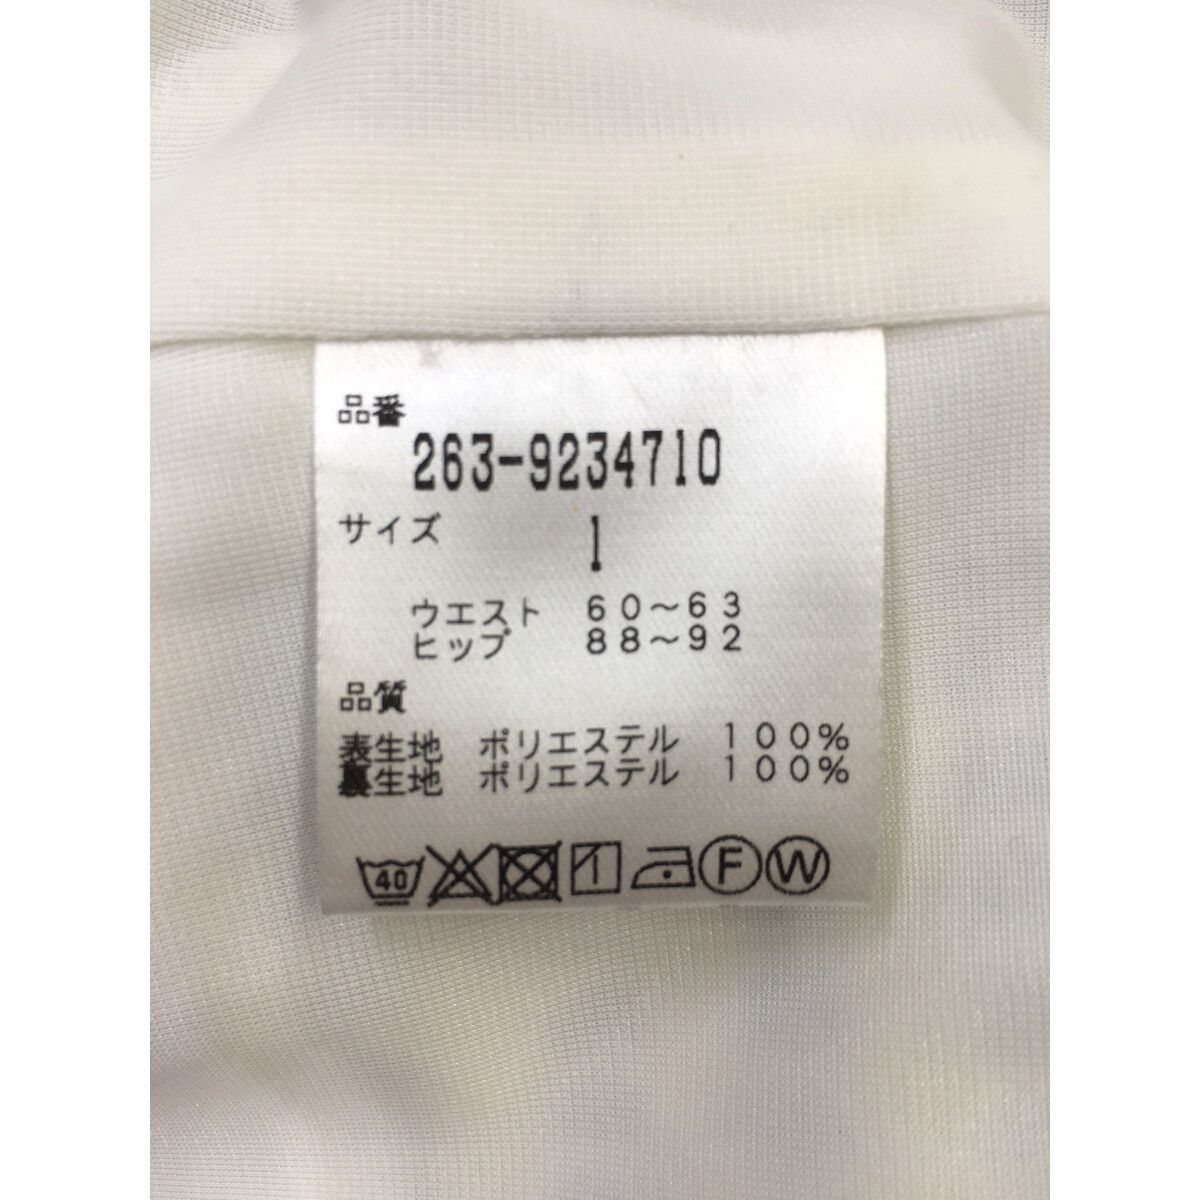 品番
263-9234710
サイズ 1
ウエスト 60～63
ヒップ 88～92
品質
表生地 ポリエステル 100%
裏生地 ポリエステル 100%
40 1 F W